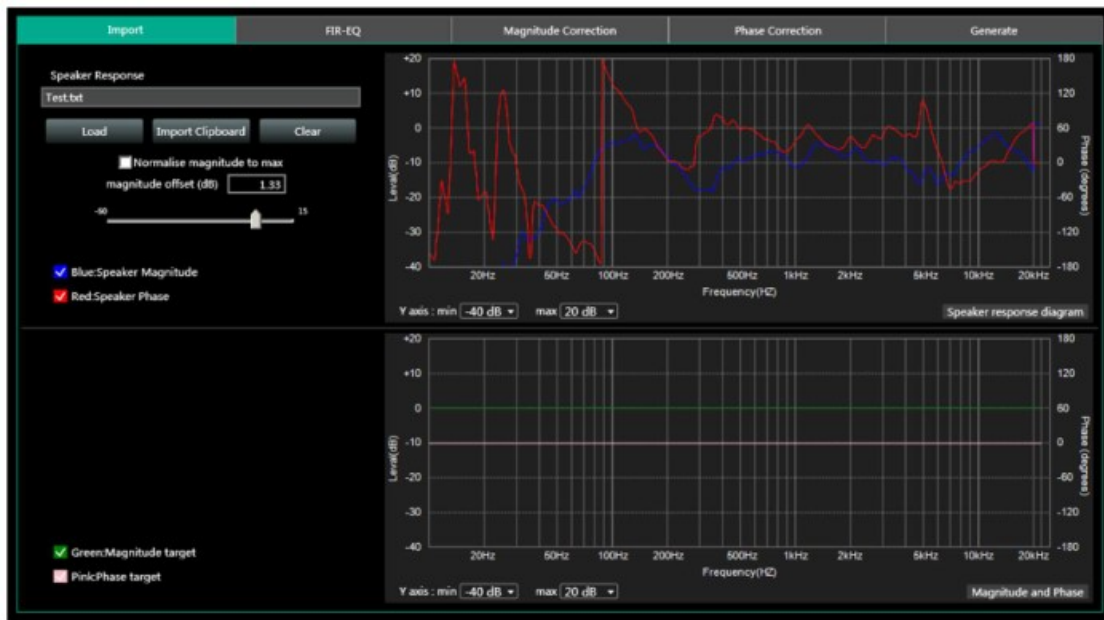 Import FIR-EQ Magnitude Correction Phase Correction Generate
Speaker Response
Test.txt
Load Import Clipboard Clear
Normalise magnitude to max
magnitude offset (dB) 1.33
-60 15
Blue:Speaker Magnitude
Red:Speaker Phase
+20
+10
0
-10
-20
-30
-40
Leval(dB)
180
120
60
0
-60
-120
-180
Phase (degrees)
20Hz 50Hz 100Hz 200Hz 500Hz 1kHz 2kHz 5kHz 10kHz 20kHz
Frequency(HZ)
Y axis : min -40 dB max 20 dB Speaker response diagram
Green:Magnitude target
Pink:Phase target
+20
+10
0
-10
-20
-30
-40
Leval(dB)
180
120
60
0
-60
-120
-180
Phase (degrees)
20Hz 50Hz 100Hz 200Hz 500Hz 1kHz 2kHz 5kHz 10kHz 20kHz
Frequency(HZ)
Y axis : min -40 dB max 20 dB Magnitude and Phase